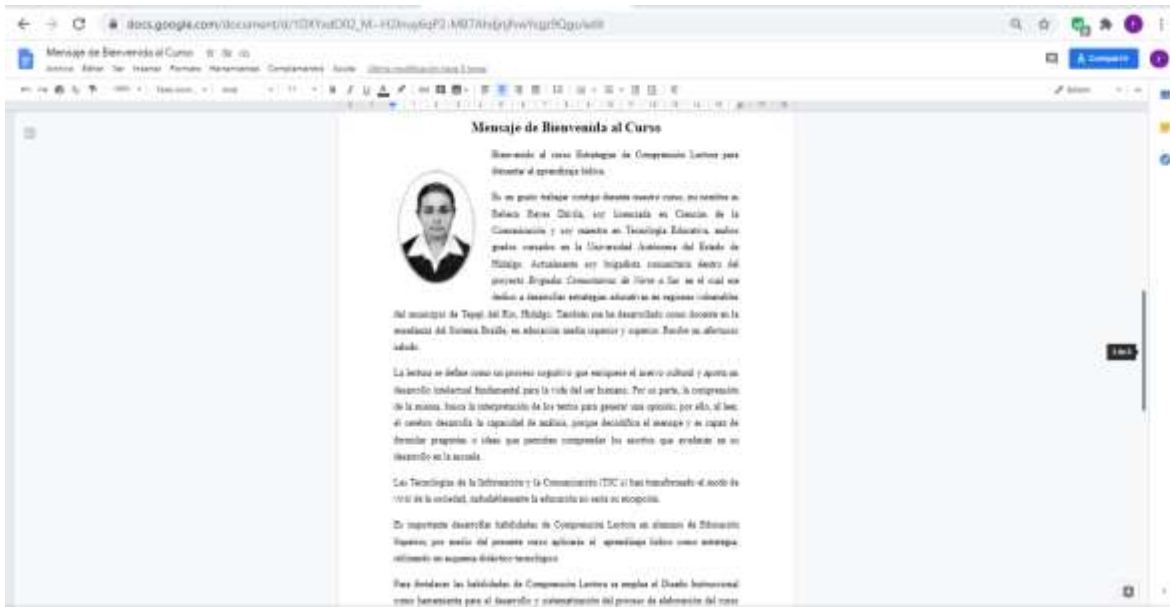 docs.google.com/document/d/
Mensaje de Bienvenida al Curso
Archivo Editar Ver Insertar Formato Herramientas Complementos Ayuda
Compartir
Mensaje de Bienvenida al Curso
Bienvenido al curso Estrategias de Comprensión Lectora para
fomentar el aprendizaje lúdico.
Es un gusto trabajar contigo durante nuestro curso, mi nombre es
Rebeca Reyes Dávila, soy Licenciada en Ciencias de la
Comunicación y soy maestra en Tecnología Educativa, ambos
grados cursados en la Universidad Autónoma del Estado de
Hidalgo. Actualmente soy brigadista comunitaria dentro del
proyecto Brigadas Comunitarias de Norte a Sur en el cual me
dedico a desarrollar estrategias educativas en regiones vulnerables
del municipio de Tepeji del Río, Hidalgo. También me he desarrollado como docente en la
enseñanza del Sistema Braille, en educación media superior y superior. Recibe un afectuoso
saludo.
La lectura se define como un proceso cognitivo que enriquece el acervo cultural y aporta un
desarrollo intelectual fundamental para la vida del ser humano. Por su parte, la comprensión
de la misma, busca la interpretación de los textos para generar una opinión, por ello, al leer,
el cerebro desarrolla la capacidad de análisis, porque decodifica el mensaje y es capaz de
formular preguntas o ideas que permiten comprender los escritos que ayudarán en su
desarrollo en la escuela.
Las Tecnologías de la Información y la Comunicación (TIC´s) han transformado el modo de
vivir de la sociedad, indudablemente la educación no sería su excepción.
Es importante desarrollar habilidades de Comprensión Lectora en alumnos de Educación
Superior, por medio del presente curso aplicarás el aprendizaje lúdico como estrategia,
utilizando un esquema didáctico tecnológico.
Para fortalecer las habilidades de Comprensión Lectora se emplea el Diseño Instruccional
como herramienta para el desarrollo y sistematización del proceso de elaboración del curso